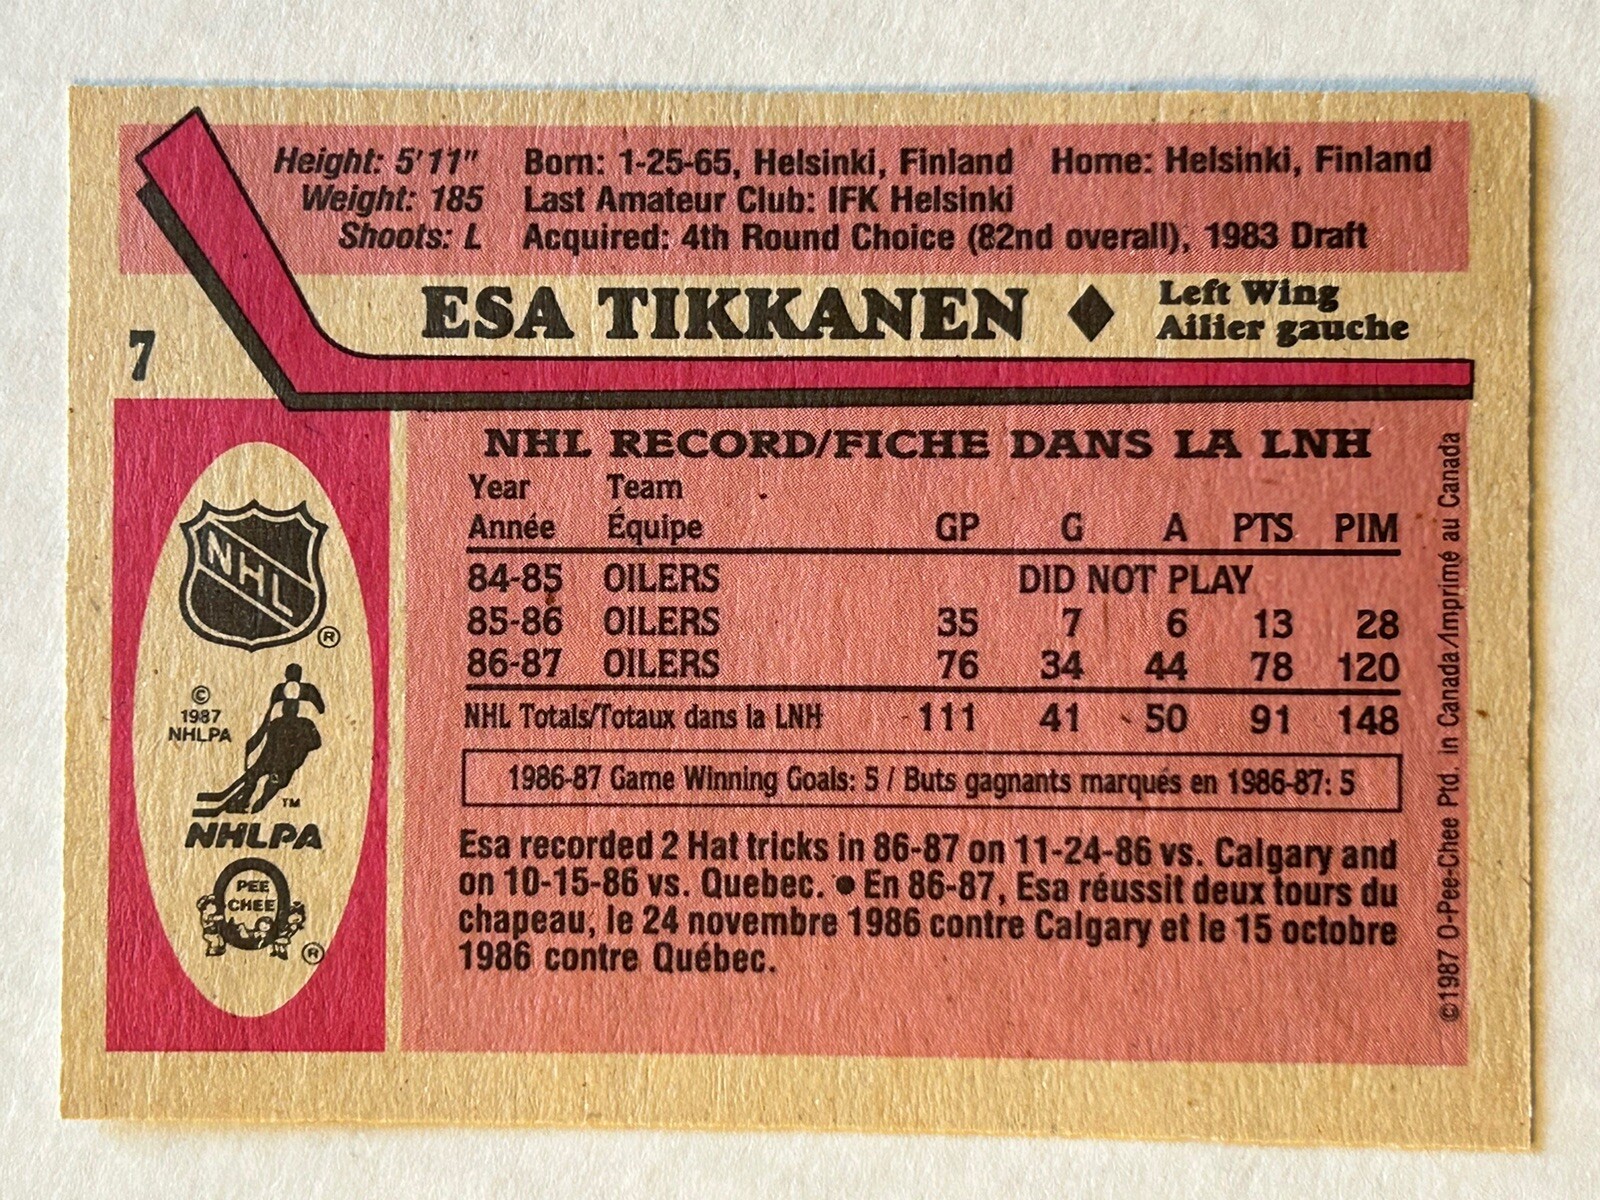 Height: 5'11" Born: 1-25-65, Helsinki, Finland Home: Helsinki, Finland
Weight: 185 Last Amateur Club: IFK Helsinki
Shoots: L Acquired: 4th Round Choice (82nd overall), 1983 Draft
7
ESA TIKKANEN ♦ Left Wing
Ailier gauche
NHL RECORD/FICHE DANS LA LNH
Year Team
Année Équipe GP G A PTS PIM
84-85 OILERS DID NOT PLAY
85-86 OILERS 35 7 6 13 28
86-87 OILERS 76 34 44 78 120
NHL Totals/Totaux dans la LNH 111 41 50 91 148
1986-87 Game Winning Goals: 5 / Buts gagnants marqués en 1986-87: 5
Esa recorded 2 Hat tricks in 86-87 on 11-24-86 vs. Calgary and
on 10-15-86 vs. Quebec. ● En 86-87, Esa réussit deux tours du
chapeau, le 24 novembre 1986 contre Calgary et le 15 octobre
1986 contre Québec.
NHL
®
©
1987
NHLPA
TM
NHLPA
O
PEE
CHEE
®
©1987 O-Pee-Chee Ptd. in Canada/Imprimé au Canada